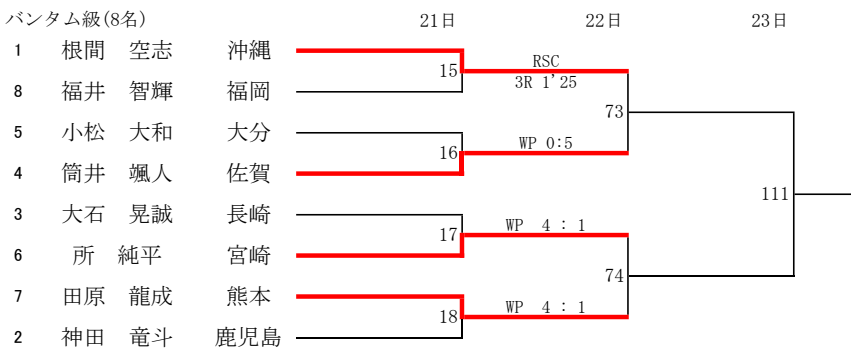 バンタム級(8名) 21日 22日 23日
1 根間 空志 沖縄
15 RSC
3R 1'25
8 福井 智輝 福岡
73
5 小松 大和 大分
16 WP 0:5
4 筒井 颯人 佐賀
111
3 大石 晃誠 長崎
17 WP 4 : 1
6 所 純平 宮崎
74
7 田原 龍成 熊本
18 WP 4 : 1
2 神田 竜斗 鹿児島